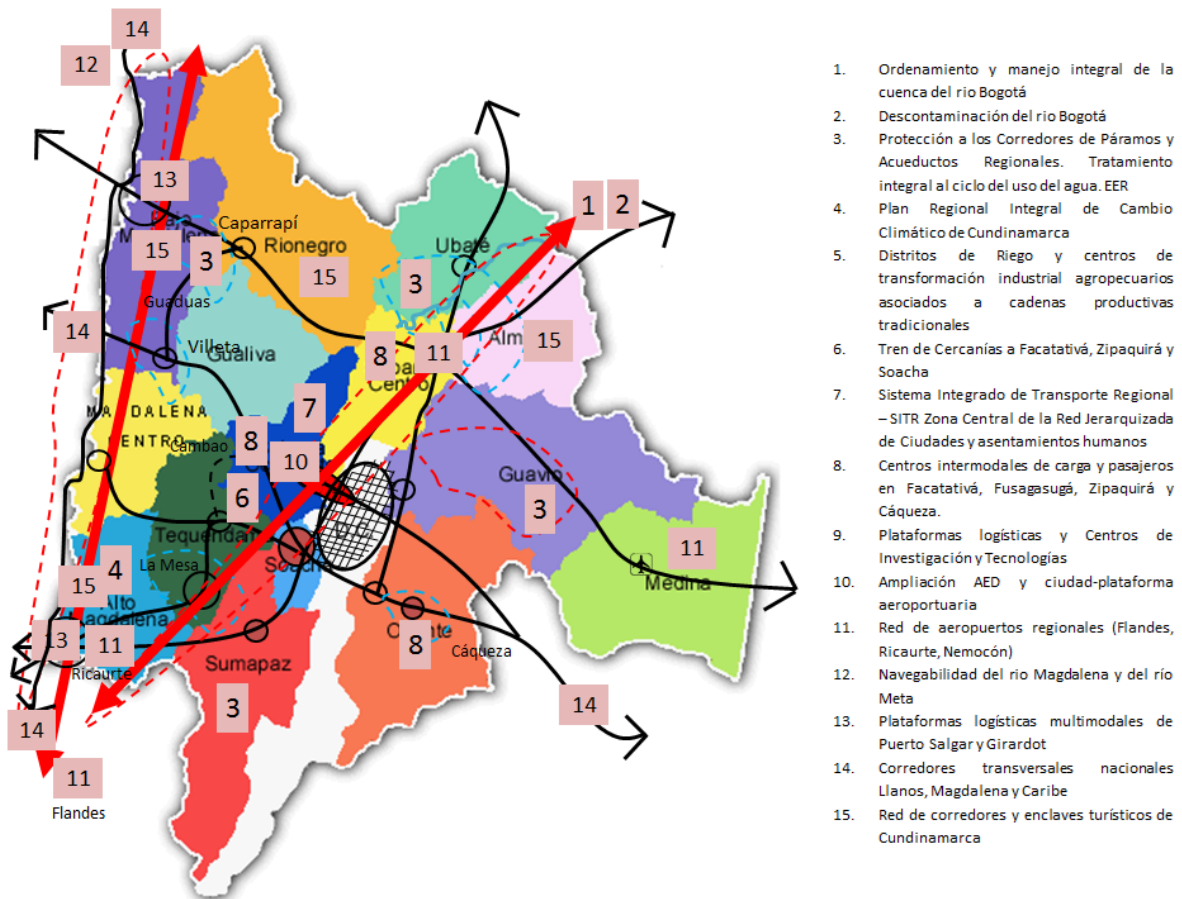 14
12
13
Caparrapí
1 2
Rionegro
Ubaté
15
3
15
3
Guaduas
14
Villeta
Gualiva
8
11
15
Centro
7
MAGDALENA
CENTRO
Cambao
8
10
6
Guavio
3
Tequendama
Soacha
11
Medina
15
4
La Mesa
Alto
Magdalena
13
11
Ricaurte
Sumapaz
Oriente
8
Cáqueza
3
14
14
11
Flandes
1. Ordenamiento y manejo integral de la
cuenca del rio Bogotá
2. Descontaminación del rio Bogotá
3. Protección a los Corredores de Páramos y
Acueductos Regionales. Tratamiento
integral al ciclo del uso del agua. EER
4. Plan Regional Integral de Cambio
Climático de Cundinamarca
5. Distritos de Riego y centros de
transformación industrial agropecuarios
asociados a cadenas productivas
tradicionales
6. Tren de Cercanías a Facatativá, Zipaquirá y
Soacha
7. Sistema Integrado de Transporte Regional
– SITR Zona Central de la Red Jerarquizada
de Ciudades y asentamientos humanos
8. Centros intermodales de carga y pasajeros
en Facatativá, Fusagasugá, Zipaquirá y
Cáqueza.
9. Plataformas logísticas y Centros de
Investigación y Tecnologías
10. Ampliación AED y ciudad-plataforma
aeroportuaria
11. Red de aeropuertos regionales (Flandes,
Ricaurte, Nemocón)
12. Navegabilidad del rio Magdalena y del río
Meta
13. Plataformas logísticas multimodales de
Puerto Salgar y Girardot
14. Corredores transversales nacionales
Llanos, Magdalena y Caribe
15. Red de corredores y enclaves turísticos de
Cundinamarca